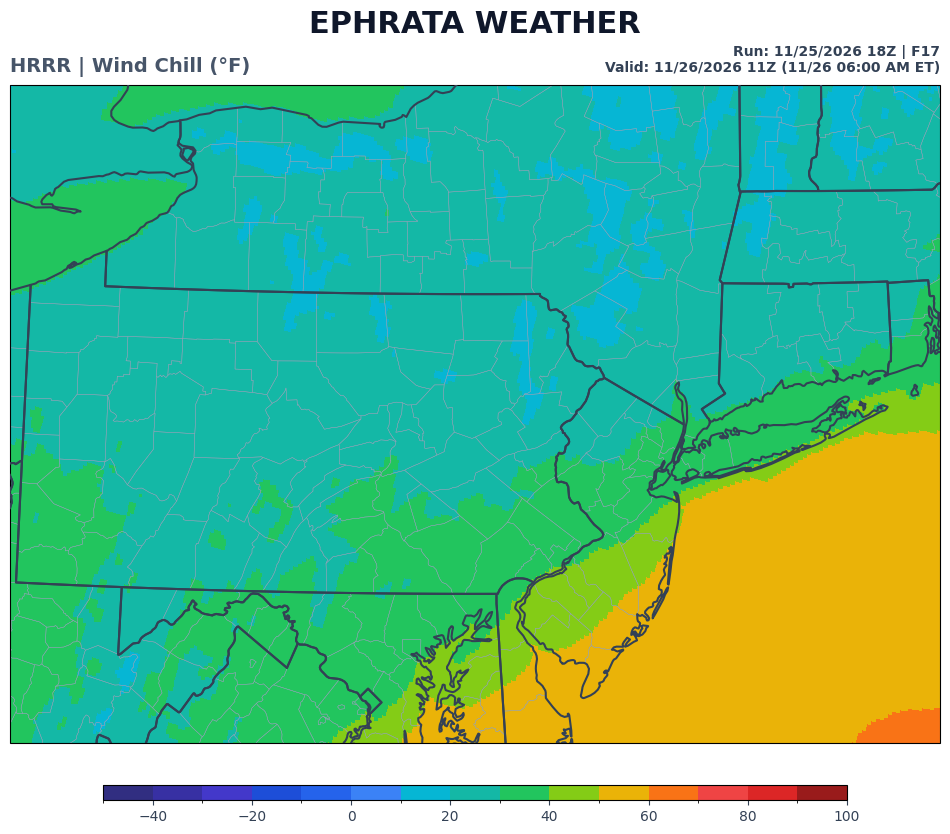 EPHRATA WEATHER
Run: 11/25/2026 18Z | F17
HRRR | Wind Chill (°F)
Valid: 11/26/2026 11Z (11/26 06:00 AM ET)
−40 −20 0 20 40 60 80 100